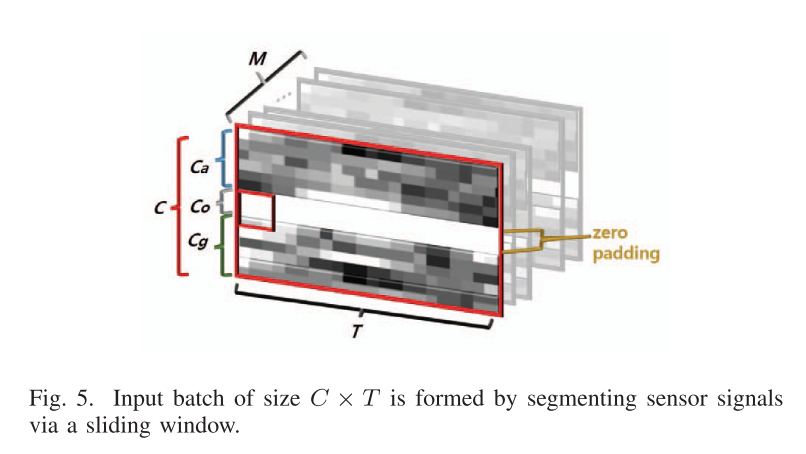 M
Ca
C
Co
Cg
zero
padding
T
Fig. 5. Input batch of size C × T is formed by segmenting sensor signals
via a sliding window.